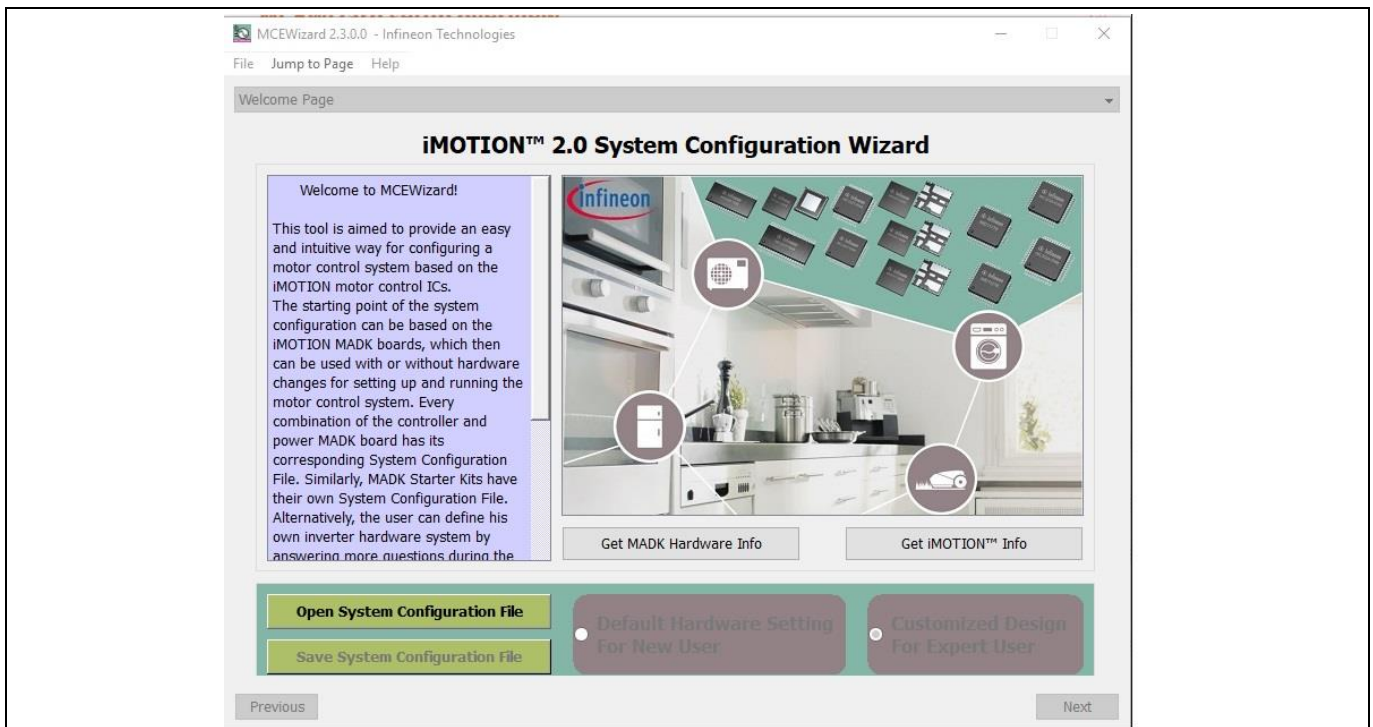 MCEWizard 2.3.0.0 - Infineon Technologies
File Jump to Page Help
Welcome Page
iMOTION™ 2.0 System Configuration Wizard
Welcome to MCEWizard!
This tool is aimed to provide an easy
and intuitive way for configuring a
motor control system based on the
iMOTION motor control ICs.
The starting point of the system
configuration can be based on the
iMOTION MADK boards, which then
can be used with or without hardware
changes for setting up and running the
motor control system. Every
combination of the controller and
power MADK board has its
corresponding System Configuration
File. Similarly, MADK Starter Kits have
their own System Configuration File.
Alternatively, the user can define his
own inverter hardware system by
answering more questions during the
infineon
Get MADK Hardware Info
Get iMOTION™ Info
Open System Configuration File
Save System Configuration File
Default Hardware Setting
For New User
Customized Design
For Expert User
Previous
Next